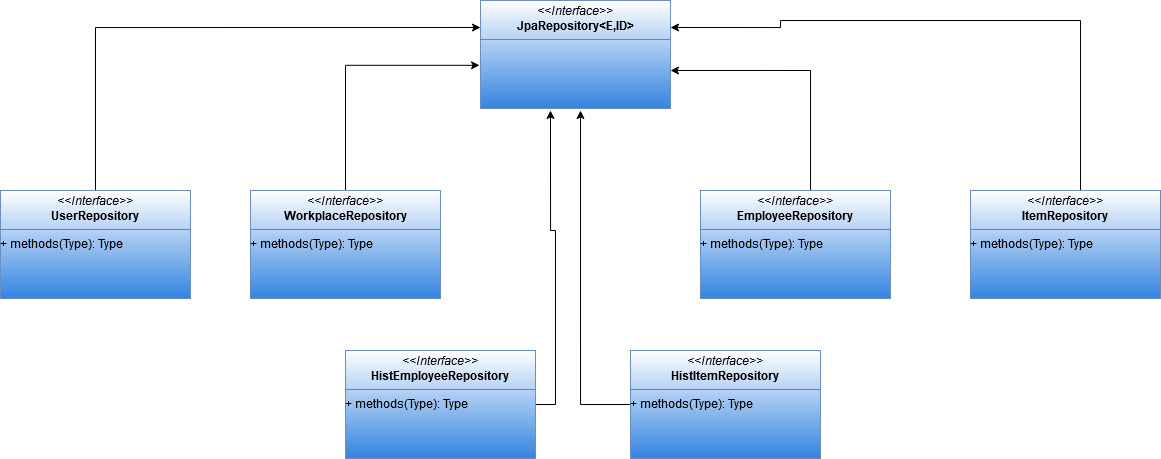 <<Interface>>
JpaRepository<E,ID>
<<Interface>>
UserRepository
+ methods(Type): Type
<<Interface>>
WorkplaceRepository
+ methods(Type): Type
<<Interface>>
EmployeeRepository
+ methods(Type): Type
<<Interface>>
ItemRepository
+ methods(Type): Type
<<Interface>>
HistEmployeeRepository
+ methods(Type): Type
<<Interface>>
HistItemRepository
+ methods(Type): Type